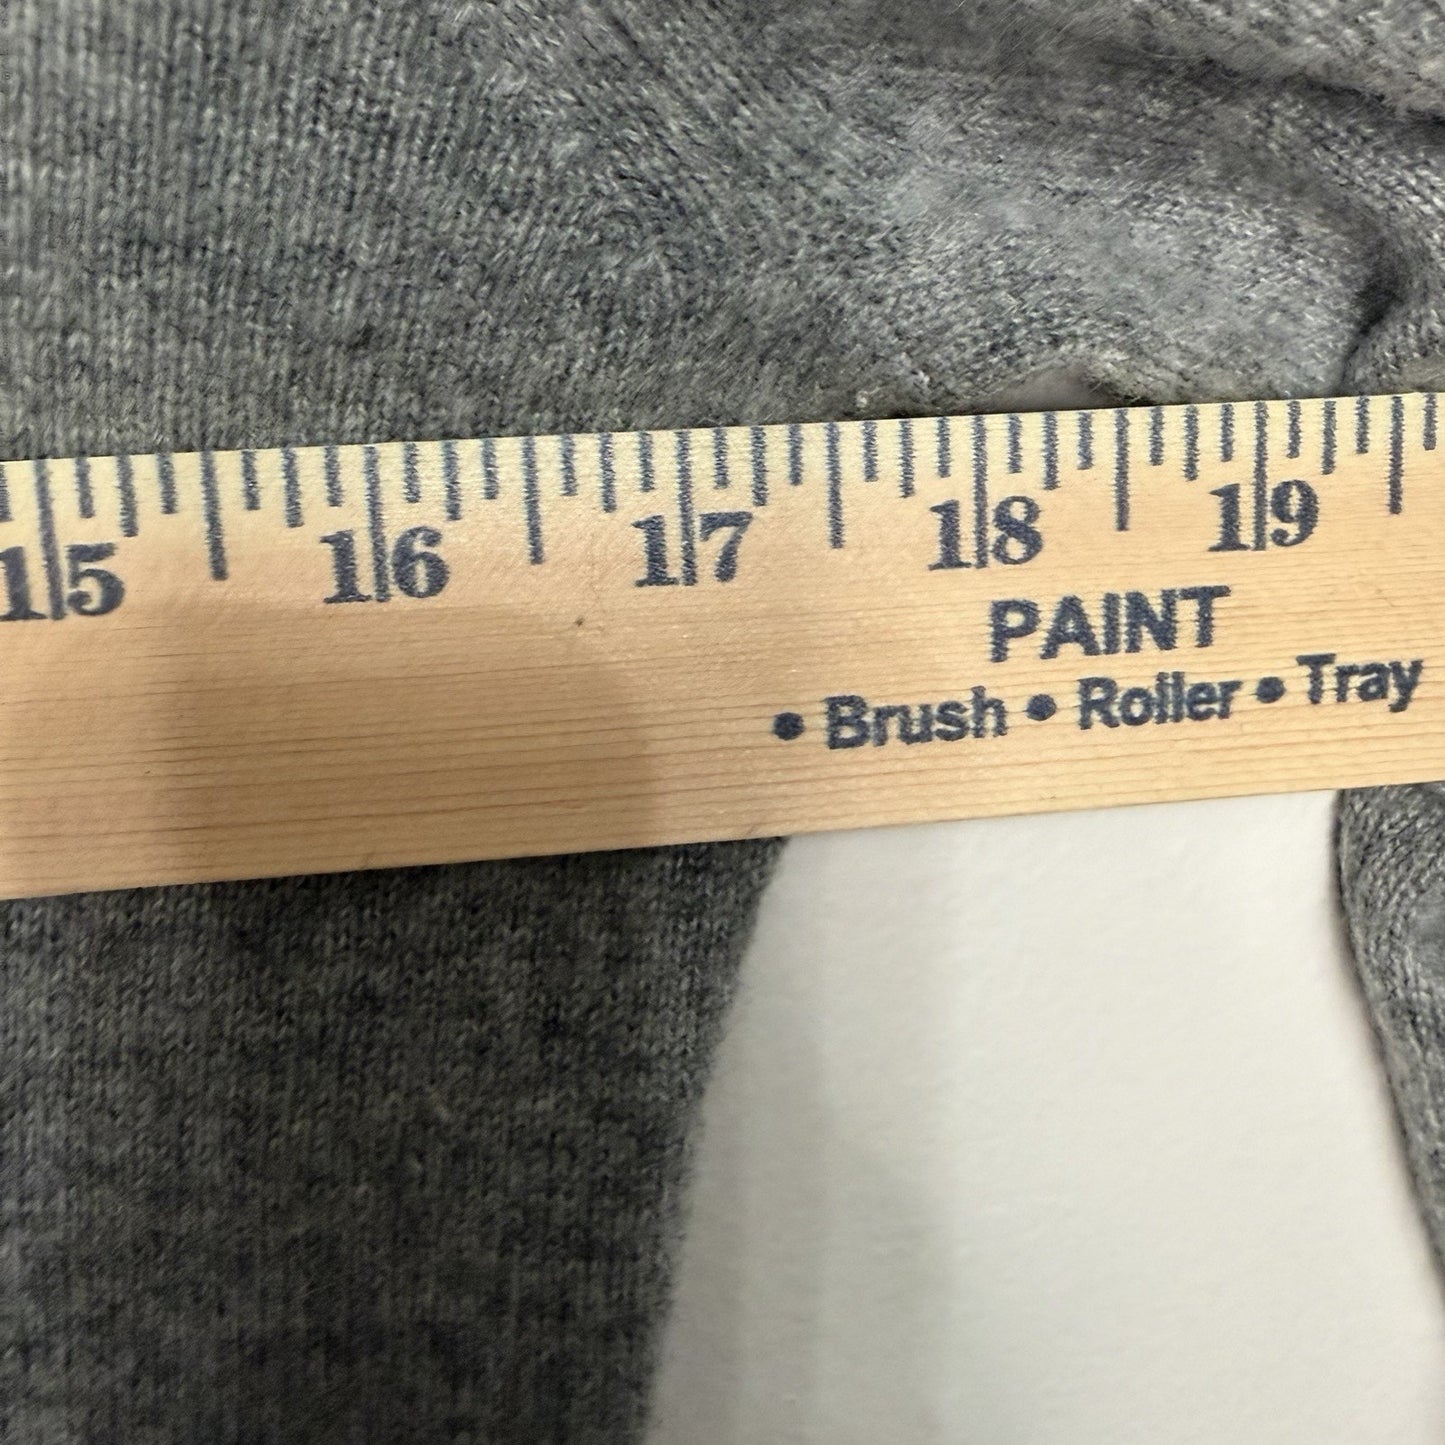 15 16 17 18 19
PAINT
• Brush • Roller • Tray